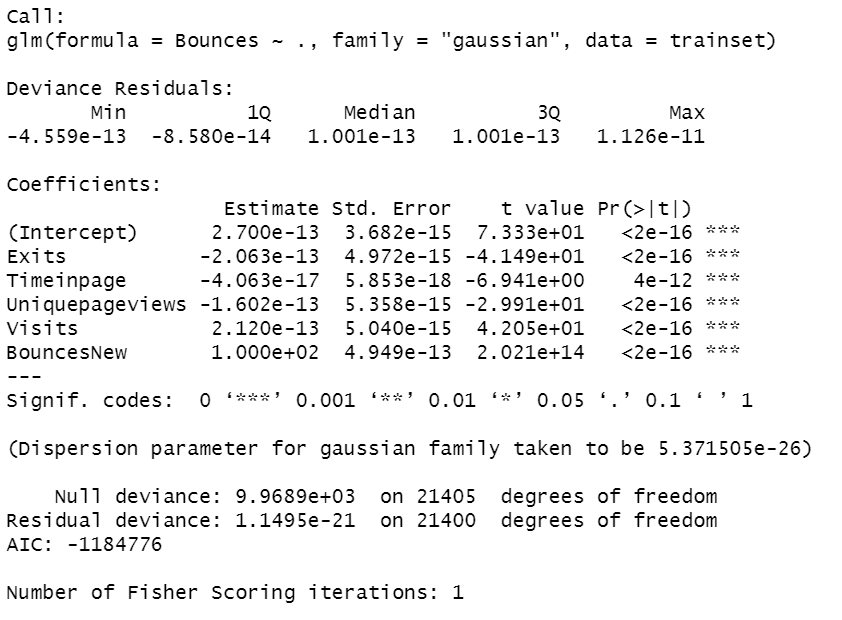 Call:
glm(formula = Bounces ~ ., family = "gaussian", data = trainset)
Deviance Residuals:
Min 1Q Median 3Q Max
-4.559e-13 -8.580e-14 1.001e-13 1.001e-13 1.126e-11
Coefficients:
Estimate Std. Error t value Pr(>|t|)
(Intercept) 2.700e-13 3.682e-15 7.333e+01 <2e-16 ***
Exits -2.063e-13 4.972e-15 -4.149e+01 <2e-16 ***
Timeinpage -4.063e-17 5.853e-18 -6.941e+00 4e-12 ***
Uniquepageviews -1.602e-13 5.358e-15 -2.991e+01 <2e-16 ***
Visits 2.120e-13 5.040e-15 4.205e+01 <2e-16 ***
BouncesNew 1.000e+02 4.949e-13 2.021e+14 <2e-16 ***
---
Signif. codes: 0 ‘***’ 0.001 ‘**’ 0.01 ‘*’ 0.05 ‘.’ 0.1 ‘ ’ 1
(Dispersion parameter for gaussian family taken to be 5.371505e-26)
Null deviance: 9.9689e+03 on 21405 degrees of freedom
Residual deviance: 1.1495e-21 on 21400 degrees of freedom
AIC: -1184776
Number of Fisher Scoring iterations: 1